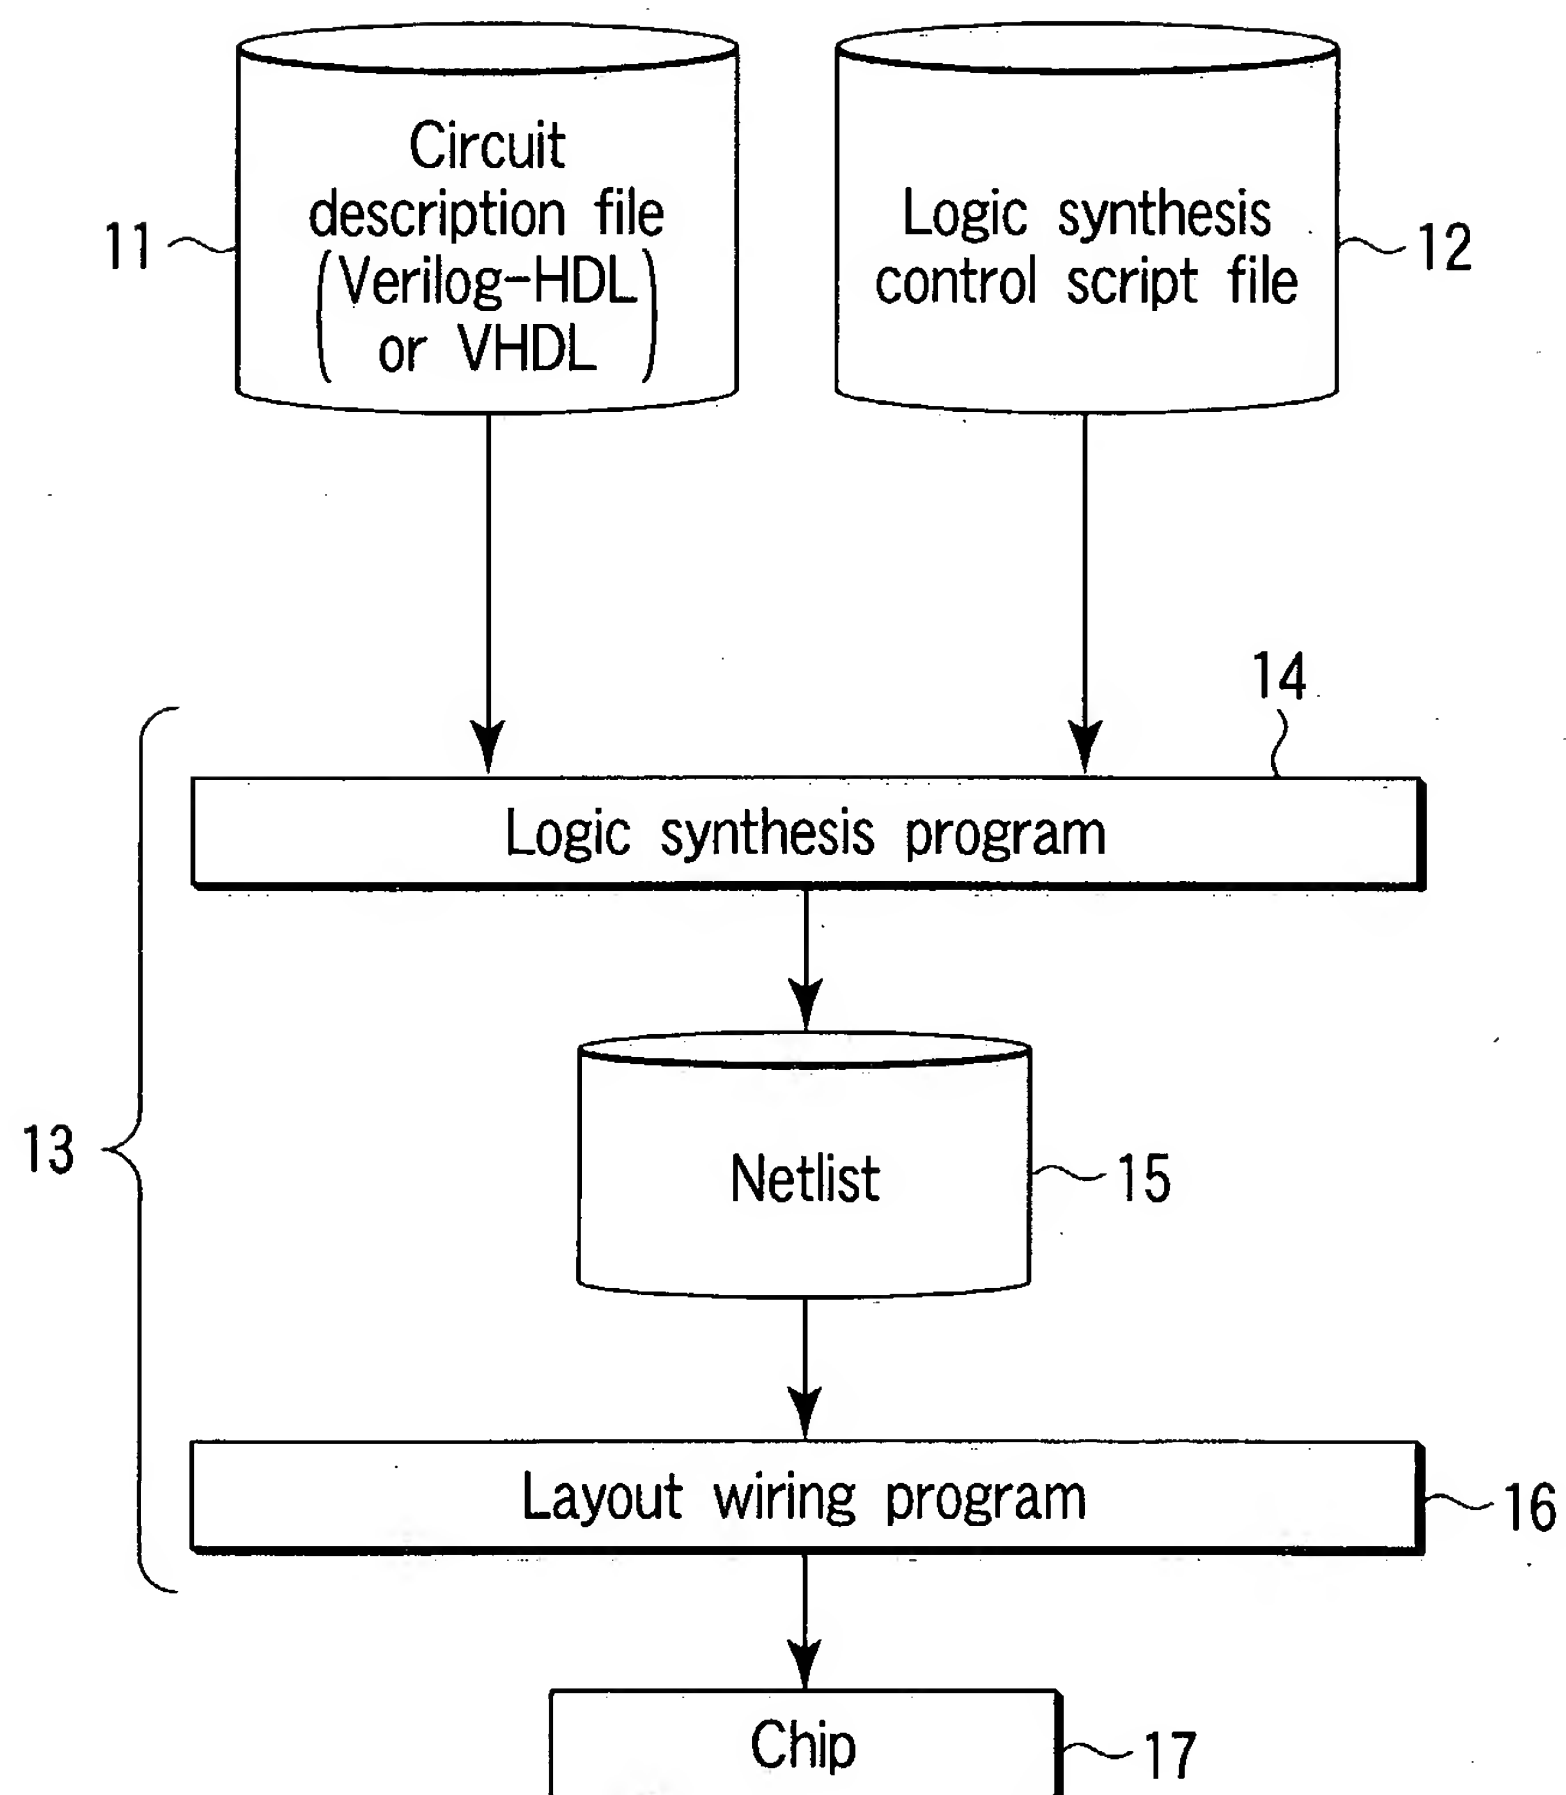 Circuit
description file
(Verilog-HDL
or VHDL)
11
Logic synthesis
control script file
12
14
Logic synthesis program
13
Netlist
15
Layout wiring program
16
Chip
17